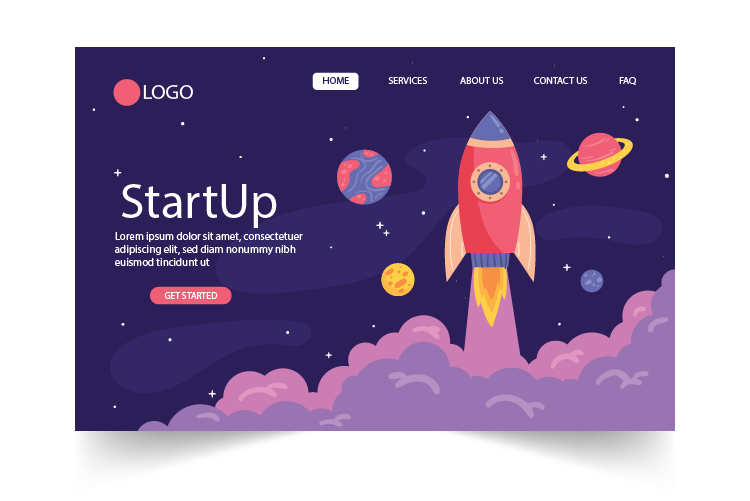 LOGO
HOME SERVICES ABOUT US CONTACT US FAQ
StartUp
Lorem ipsum dolor sit amet, consectetuer
adipiscing elit, sed diam nonummy nibh
euismod tincidunt ut
GET STARTED